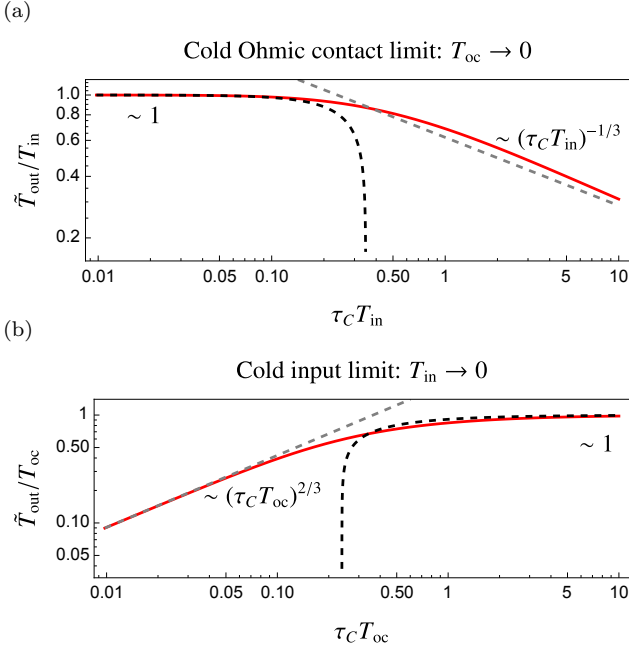 (a)
Cold Ohmic contact limit: T_oc → 0
1.0
0.8
0.6
0.4
0.2
∼ 1
∼ (τ_C T_in)^{-1/3}
T̃_out/T_in
0.01 0.05 0.10 0.50 1 5 10
τ_C T_in
(b)
Cold input limit: T_in → 0
1
0.50
0.10
0.05
∼ 1
∼ (τ_C T_oc)^{2/3}
T̃_out/T_oc
0.01 0.05 0.10 0.50 1 5 10
τ_C T_oc